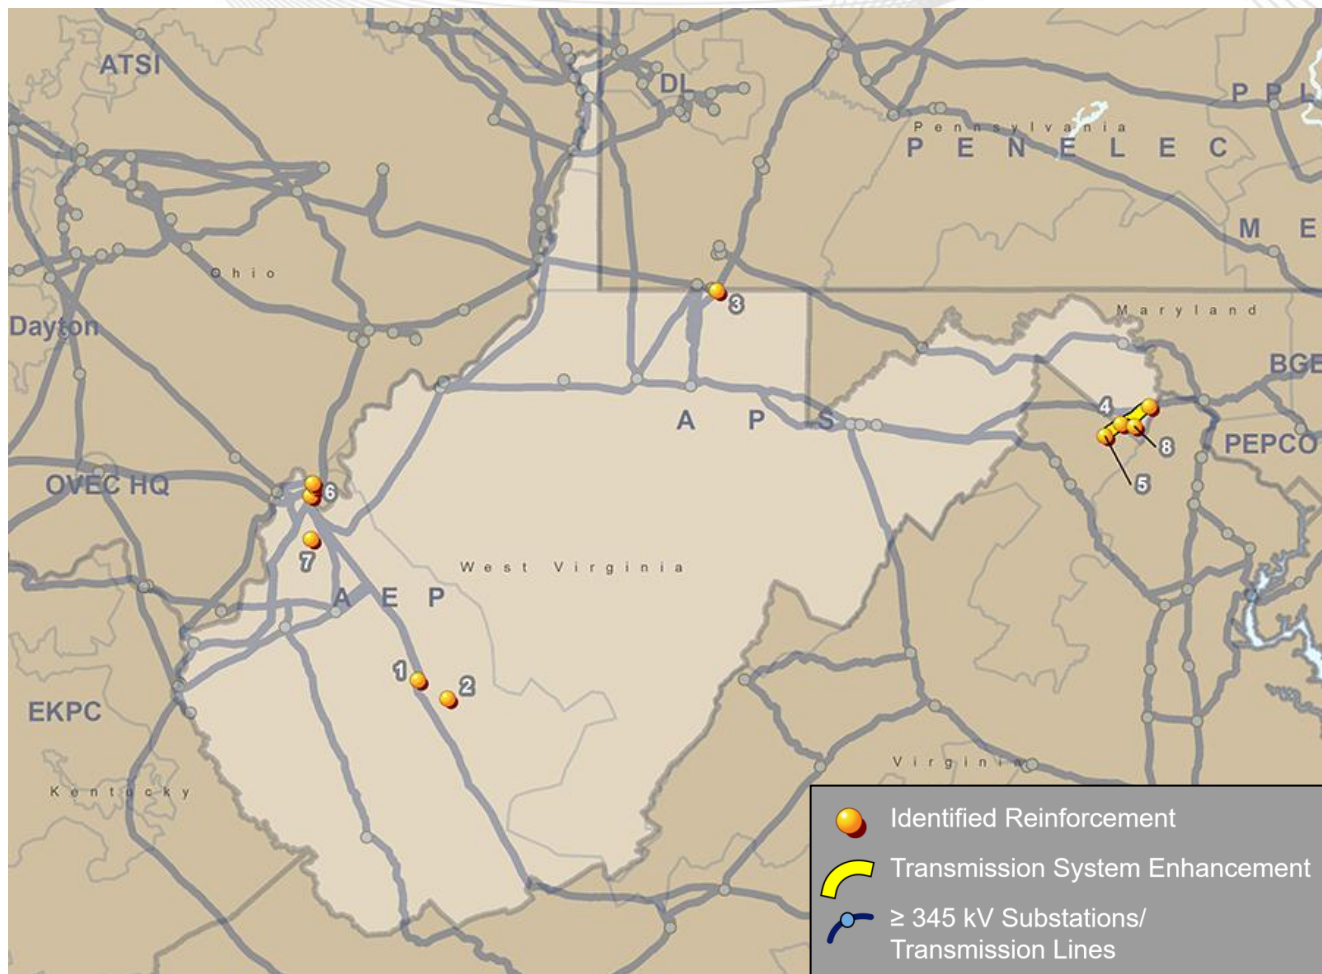 ATSI
DL
P P L
Pennsylvania
P E N E L E C
M E
Ohio
3
Maryland
Dayton
BGE
4
A P S
PEPCO
8
OVEC HQ
6
5
7
West Virginia
A E P
1
2
EKPC
Virginia
Kentucky
Identified Reinforcement
Transmission System Enhancement
≥ 345 kV Substations/
Transmission Lines